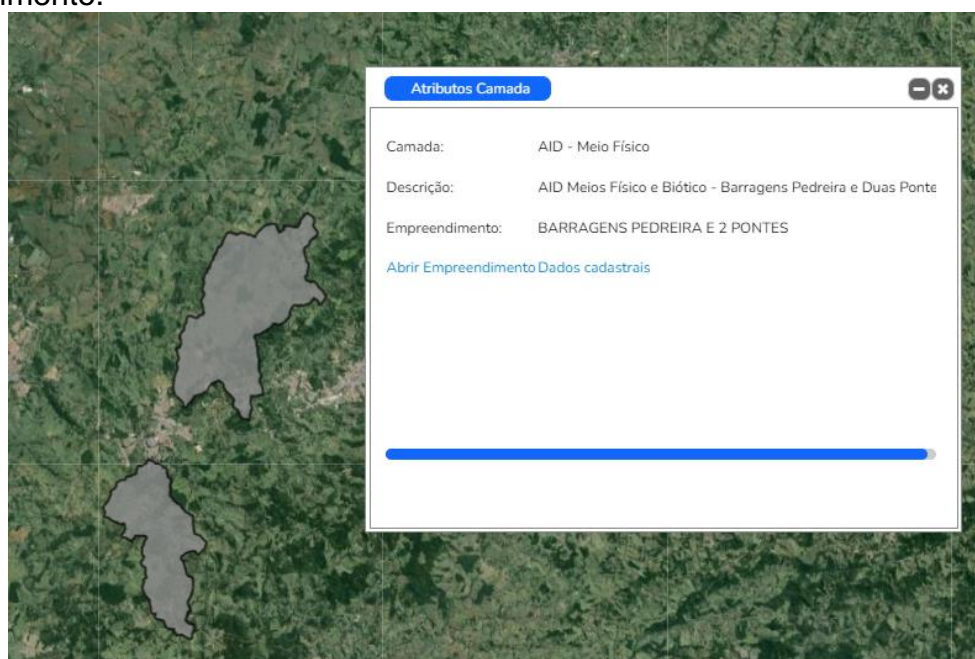 Atributos Camada
Camada: AID - Meio Físico
Descrição: AID Meios Físico e Biótico - Barragens Pedreira e Duas Ponte
Empreendimento: BARRAGENS PEDREIRA E 2 PONTES
Abrir Empreendimento Dados cadastrais